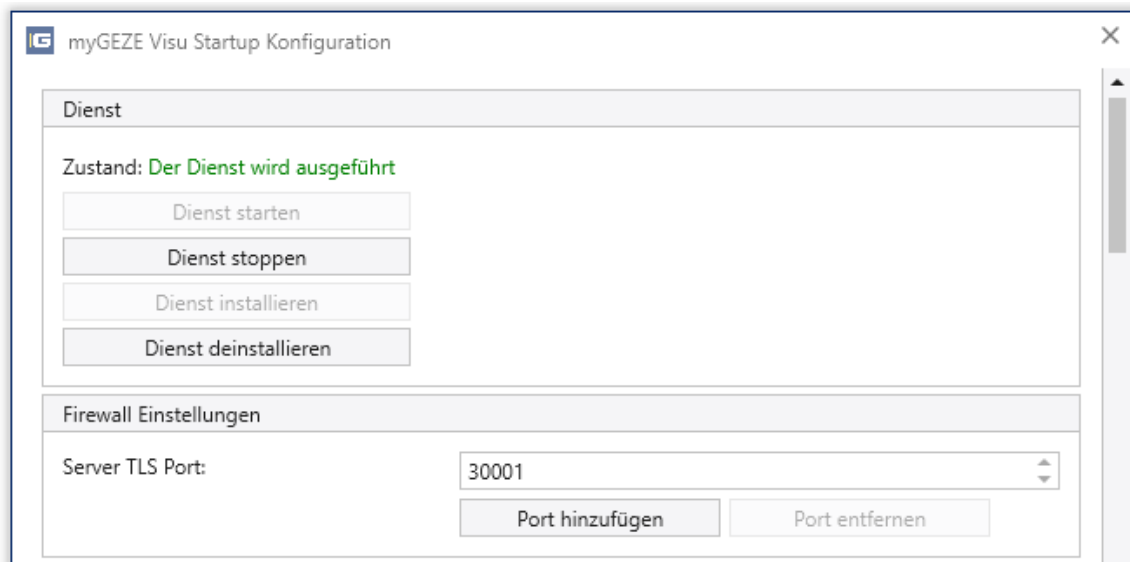 myGEZE Visu Startup Konfiguration
Dienst
Zustand: Der Dienst wird ausgeführt
Dienst starten
Dienst stoppen
Dienst installieren
Dienst deinstallieren
Firewall Einstellungen
Server TLS Port:
30001
Port hinzufügen Port entfernen